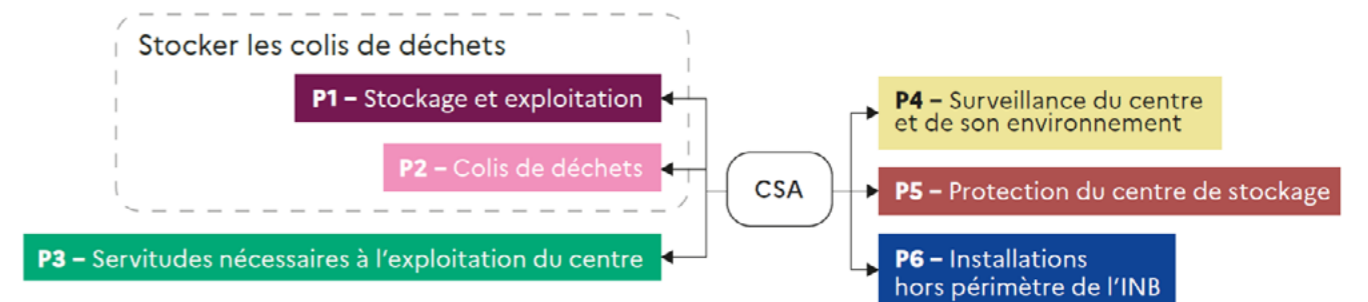 Stocker les colis de déchets
P1 – Stockage et exploitation
P2 – Colis de déchets
P3 – Servitudes nécessaires à l'exploitation du centre
CSA
P4 – Surveillance du centre
et de son environnement
P5 – Protection du centre de stockage
P6 – Installations
hors périmètre de l'INB